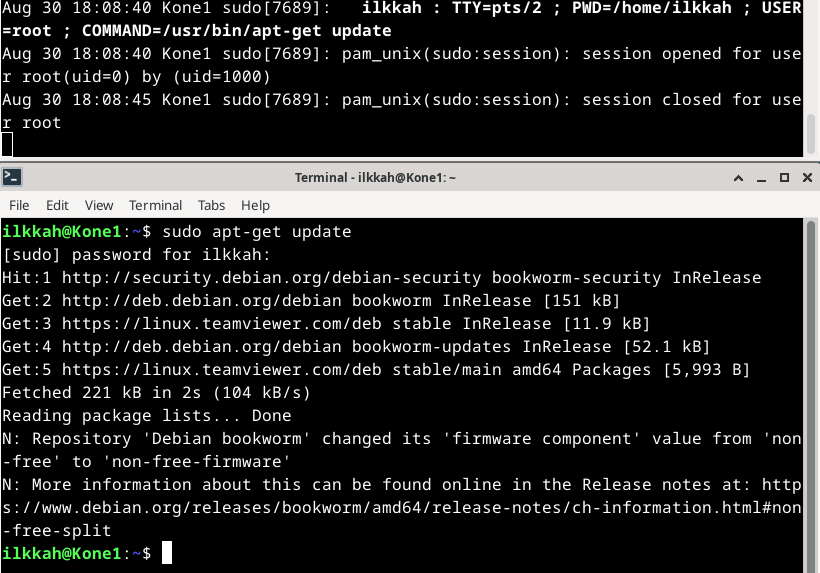 Aug 30 18:08:40 Kone1 sudo[7689]:   ilkkah : TTY=pts/2 ; PWD=/home/ilkkah ; USER
=root ; COMMAND=/usr/bin/apt-get update
Aug 30 18:08:40 Kone1 sudo[7689]: pam_unix(sudo:session): session opened for use
r root(uid=0) by (uid=1000)
Aug 30 18:08:45 Kone1 sudo[7689]: pam_unix(sudo:session): session closed for use
r root
Terminal - ilkkah@Kone1: ~
File Edit View Terminal Tabs Help
ilkkah@Kone1:~$ sudo apt-get update
[sudo] password for ilkkah:
Hit:1 http://security.debian.org/debian-security bookworm-security InRelease
Get:2 http://deb.debian.org/debian bookworm InRelease [151 kB]
Get:3 https://linux.teamviewer.com/deb stable InRelease [11.9 kB]
Get:4 http://deb.debian.org/debian bookworm-updates InRelease [52.1 kB]
Get:5 https://linux.teamviewer.com/deb stable/main amd64 Packages [5,993 B]
Fetched 221 kB in 2s (104 kB/s)
Reading package lists... Done
N: Repository 'Debian bookworm' changed its 'firmware component' value from 'non
-free' to 'non-free-firmware'
N: More information about this can be found online in the Release notes at: http
s://www.debian.org/releases/bookworm/amd64/release-notes/ch-information.html#non
-free-split
ilkkah@Kone1:~$